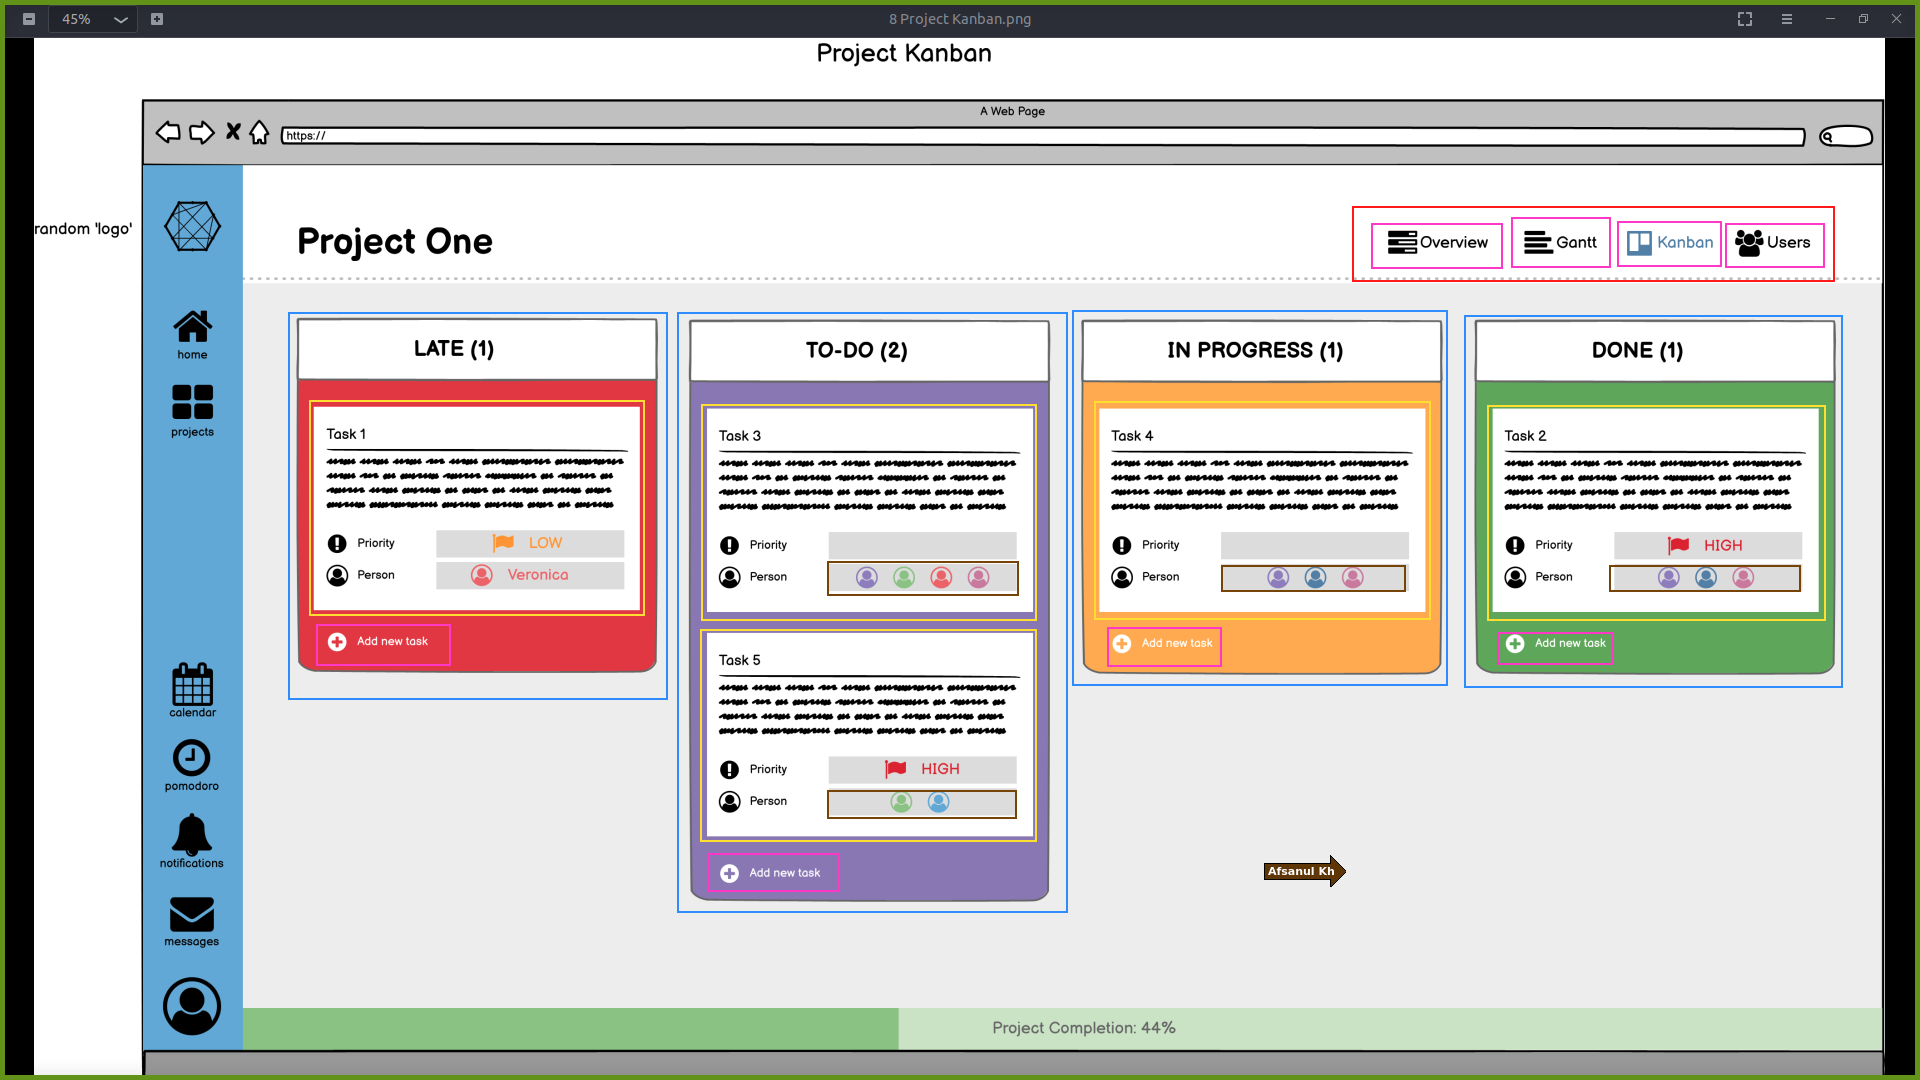 45%
8 Project Kanban.png
Project Kanban
A Web Page
https://
random 'logo'
Project One
Overview
Gantt
Kanban
Users
home
projects
calendar
pomodoro
notifications
messages
LATE (1)
Task 1
Priority
LOW
Person
Veronica
Add new task
TO-DO (2)
Task 3
Priority
Person
Task 5
Priority
HIGH
Person
Add new task
IN PROGRESS (1)
Task 4
Priority
Person
Add new task
DONE (1)
Task 2
Priority
HIGH
Person
Add new task
Afsanul Kh
Project Completion: 44%